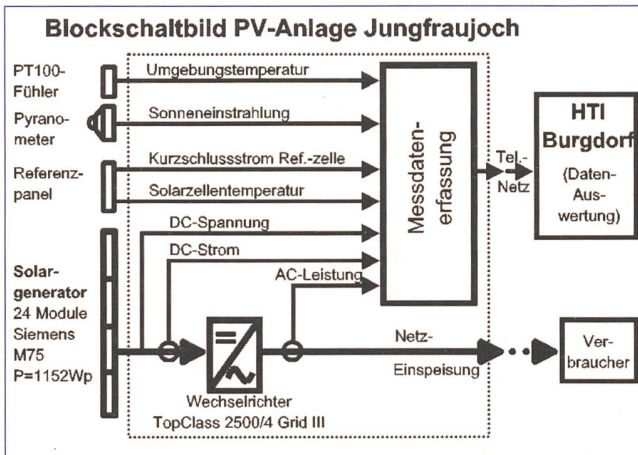 Blockschaltbild PV-Anlage Jungfraujoch
PT100-
Fühler
Umgebungstemperatur
Pyrano-
meter
Sonneneinstrahlung
Referenz-
panel
Kurzschlussstrom Ref.-zelle
Solarzellentemperatur
DC-Spannung
DC-Strom
AC-Leistung
Messdaten-
erfassung
Tel.-
Netz
HTI
Burgdorf
(Daten-
Aus-
wertung)
Solar-
generator
24 Module
Siemens
M75
P=1152Wp
Wechselrichter
TopClass 2500/4 Grid III
Netz-
Einspeisung
Ver-
braucher